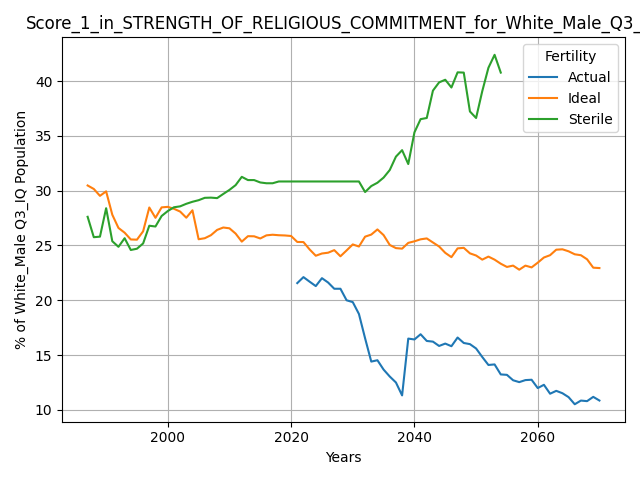 Score_1_in_STRENGTH_OF_RELIGIOUS_COMMITMENT_for_White_Male_Q3_
Fertility
Actual
Ideal
Sterile
% of White_Male Q3_IQ Population
40
35
30
25
20
15
10
2000 2020 2040 2060
Years